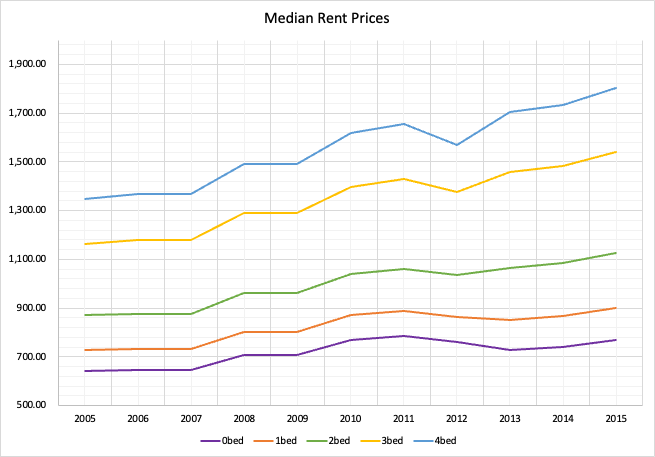 Median Rent Prices
1,900.00
1,700.00
1,500.00
1,300.00
1,100.00
900.00
700.00
500.00
2005 2006 2007 2008 2009 2010 2011 2012 2013 2014 2015
0bed 1bed 2bed 3bed 4bed